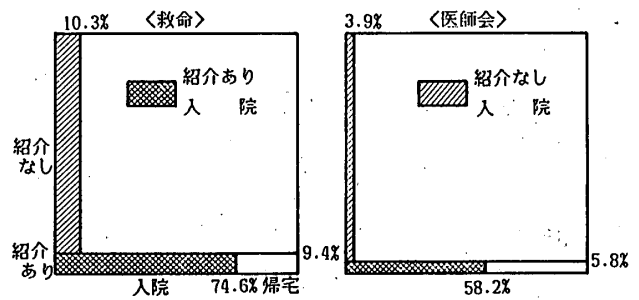 〈救命〉
10.3%
紹介あり
入 院
紹介
なし
紹介
あり
9.4%
入院 74.6% 帰宅
〈医師会〉
3.9%
紹介なし
入 院
5.8%
58.2%